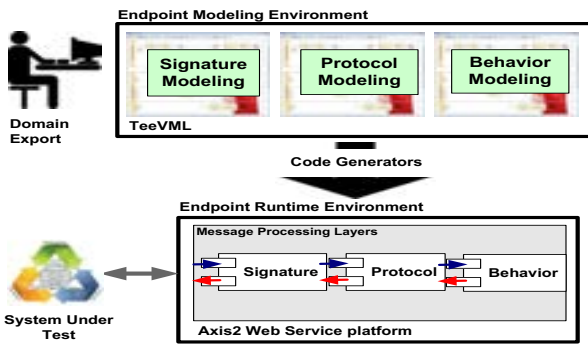 Endpoint Modeling Environment
Signature
Modeling
Protocol
Modeling
Behavior
Modeling
Domain
Export
TeeVML
Code Generators
Endpoint Runtime Environment
Message Processing Layers
Signature
Protocol
Behavior
System Under
Test
Axis2 Web Service platform